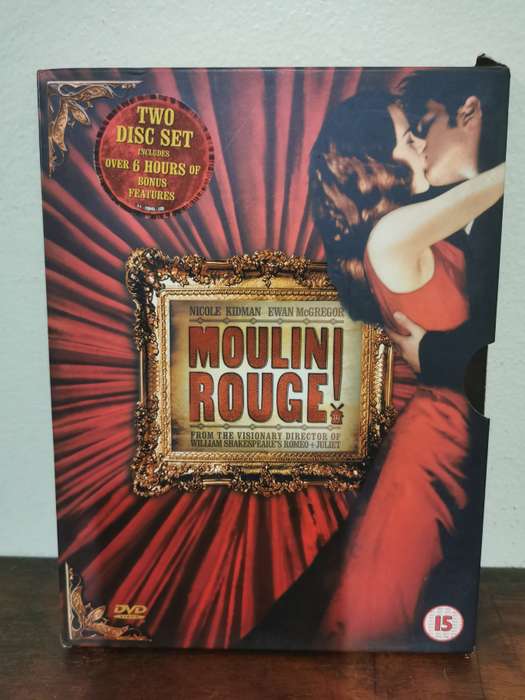 TWO
DISC SET
INCLUDES
OVER 6 HOURS OF
BONUS
FEATURES
NICOLE KIDMAN EWAN McGREGOR
MOULIN
ROUGE!
FROM THE VISIONARY DIRECTOR OF
WILLIAM SHAKESPEARE'S ROMEO + JULIET
DVD
VIDEO
15